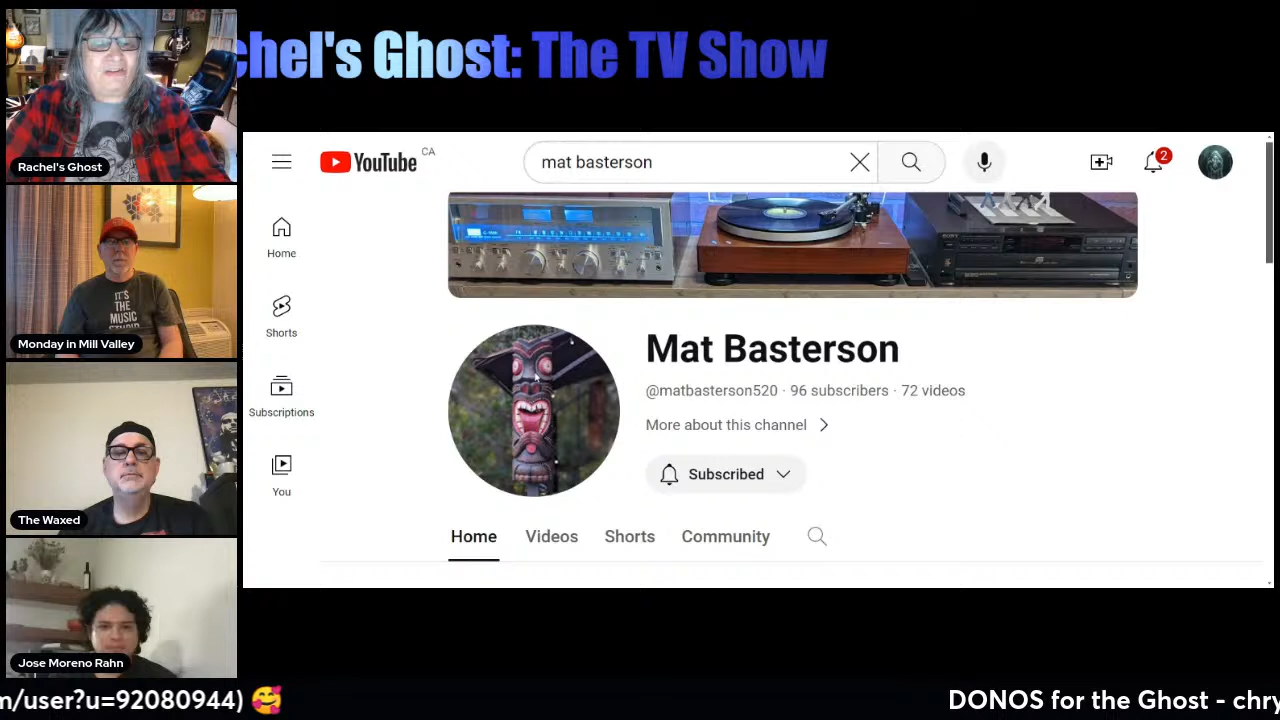 chel's Ghost: The TV Show
Rachel's Ghost
Monday in Mill Valley
IT'S
THE
MUSIC
The Waxed
Jose Moreno Rahn
YouTube CA
mat basterson
2
Home
Shorts
Subscriptions
You
SONY
Mat Basterson
@matbasterson520 · 96 subscribers · 72 videos
More about this channel
Subscribed
Home Videos Shorts Community
m/user?u=92080944) 🥰 DONOS for the Ghost - chry